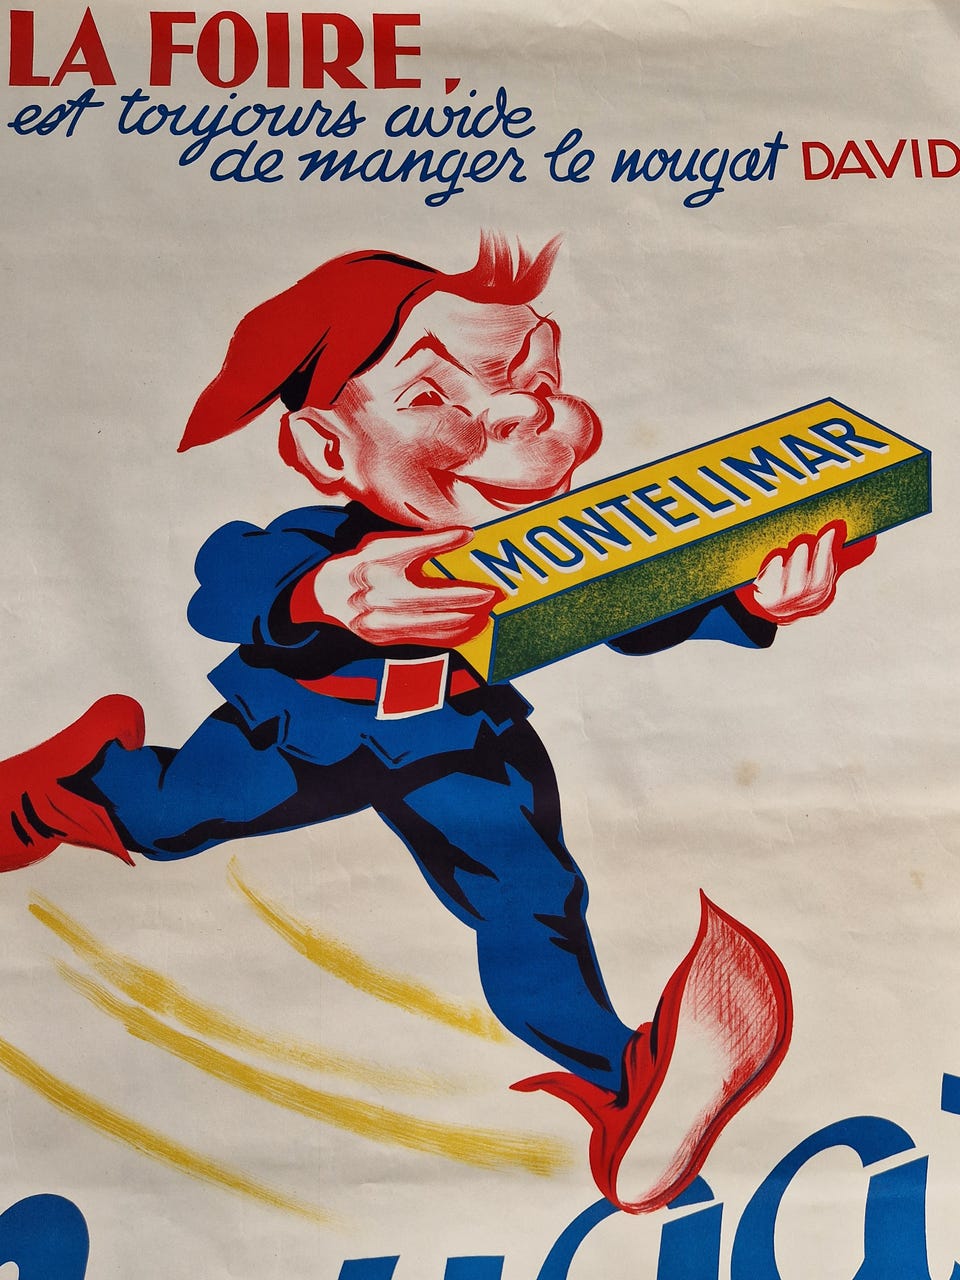 LA FOIRE,
est toujours avide
de manger le nougat DAVID
MONTELIMAR